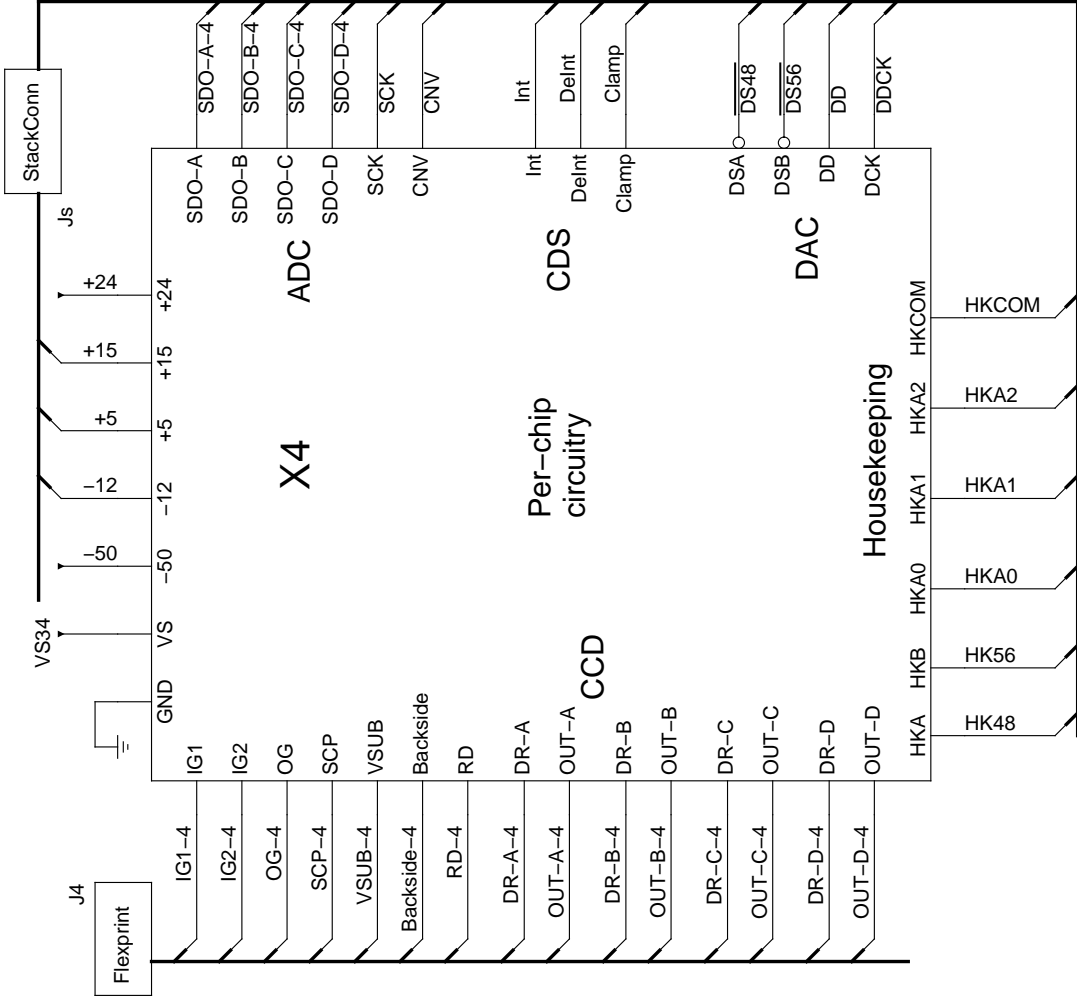 StackConn
Js
+24
+15
+5
−12
−50
VS34
+24
+15
+5
−12
−50
VS
GND
SDO−A−4
SDO−B−4
SDO−C−4
SDO−D−4
SCK
CNV
Int
DeInt
Clamp
DS48
DS56
DD
DDCK
SDO−A
SDO−B
SDO−C
SDO−D
SCK
CNV
Int
DeInt
Clamp
DSA
DSB
DD
DCK
ADC
CDS
DAC
X4
Per−chip
circuitry
Housekeeping
CCD
IG1
IG2
OG
SCP
VSUB
Backside
RD
DR−A
OUT−A
DR−B
OUT−B
DR−C
OUT−C
DR−D
OUT−D
HKCOM
HKA2
HKA1
HKA0
HKB
HKA
HKCOM
HKA2
HKA1
HKA0
HK56
HK48
IG1−4
IG2−4
OG−4
SCP−4
VSUB−4
Backside−4
RD−4
DR−A−4
OUT−A−4
DR−B−4
OUT−B−4
DR−C−4
OUT−C−4
DR−D−4
OUT−D−4
J4
Flexprint